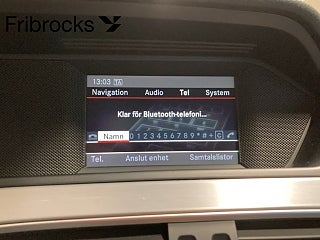 Fribrocks
13:03 TA
Navigation Audio Tel System
Klar för Bluetooth-telefoni...
Namn 0 1 2 3 4 5 6 7 8 9 * # + C
Tel. Anslut enhet Samtalslistor